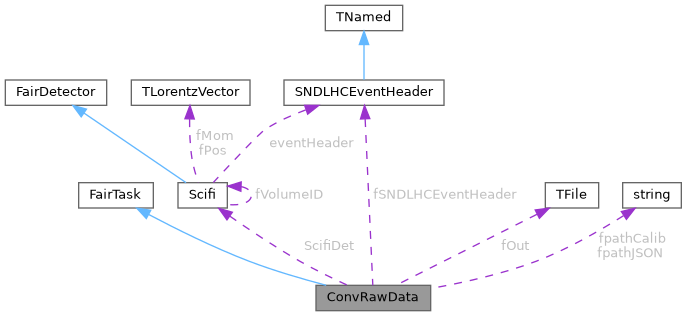 TNamed
FairDetector
TLorentzVector
SNDLHCEventHeader
fMom
fPos
eventHeader
FairTask
Scifi
fVolumeID
fSNDLHCEventHeader
TFile
string
ScifiDet
fOut
fpathCalib
fpathJSON
ConvRawData